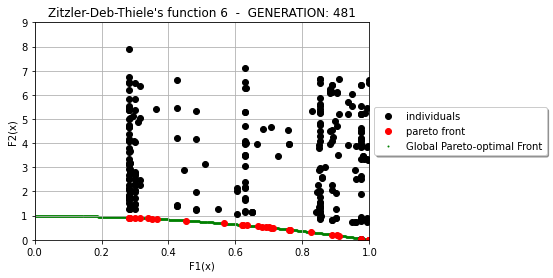 Zitzler-Deb-Thiele's function 6 - GENERATION: 481
9
8
7
6
5
4
3
2
1
0
F2(x)
0.0 0.2 0.4 0.6 0.8 1.0
F1(x)
individuals
pareto front
Global Pareto-optimal Front